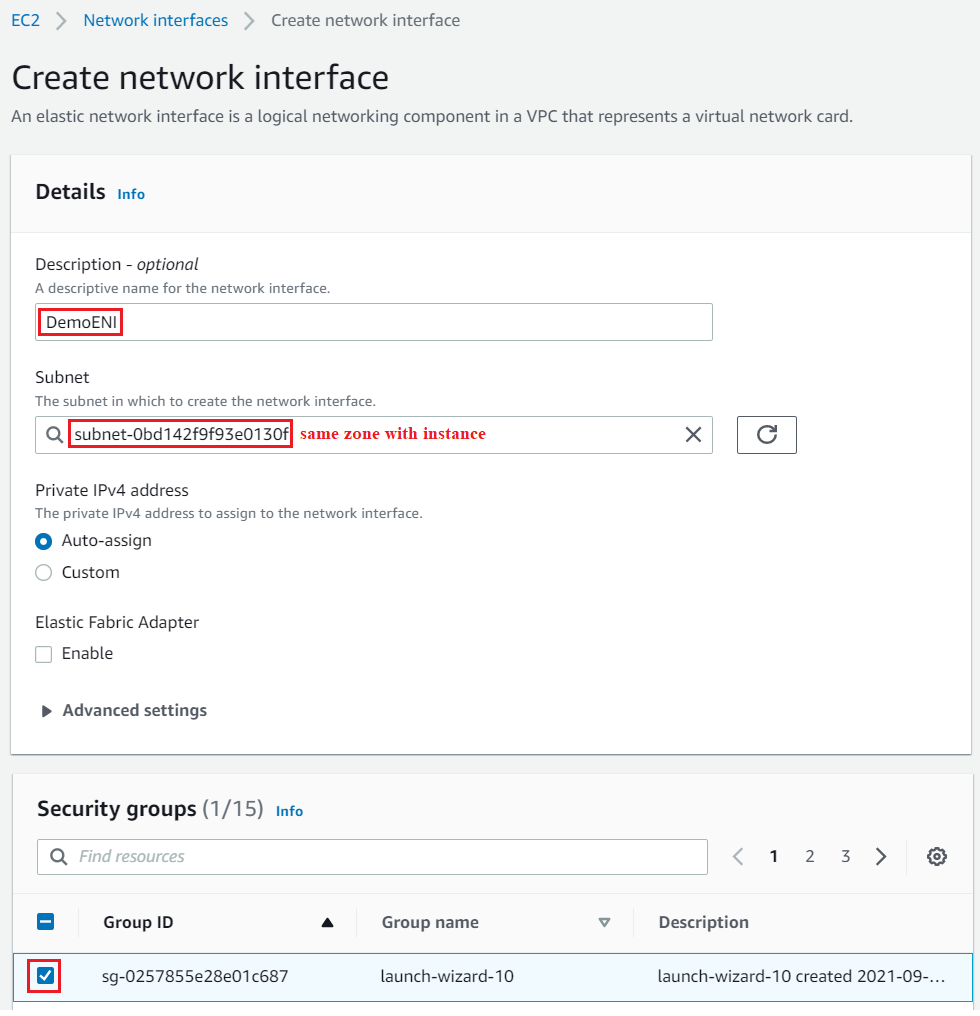 EC2 Network interfaces Create network interface
Create network interface
An elastic network interface is a logical networking component in a VPC that represents a virtual network card.
Details Info
Description - optional
A descriptive name for the network interface.
DemoENI
Subnet
The subnet in which to create the network interface.
subnet-0bd142f9f93e0130f same zone with instance
Private IPv4 address
The private IPv4 address to assign to the network interface.
Auto-assign
Custom
Elastic Fabric Adapter
Enable
Advanced settings
Security groups (1/15) Info
Find resources 1 2 3
Group ID Group name Description
sg-0257855e28e01c687 launch-wizard-10 launch-wizard-10 created 2021-09-...